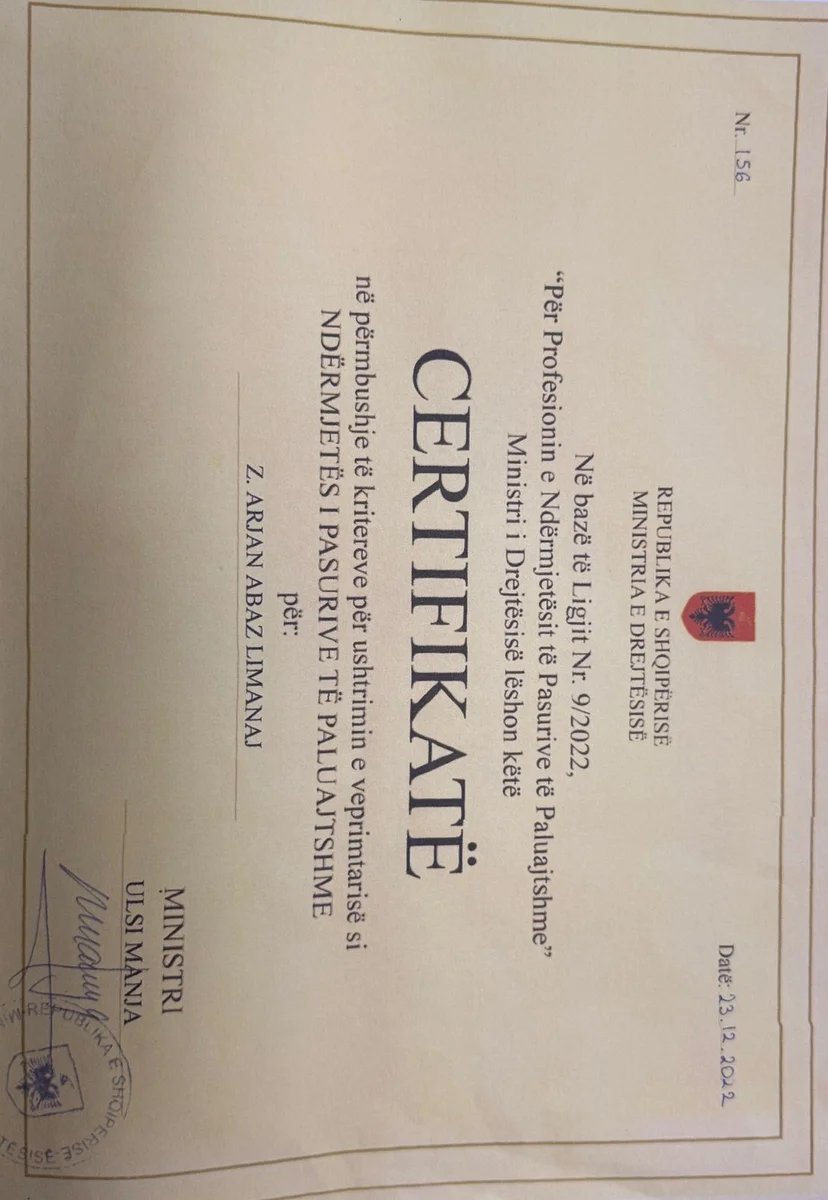 Nr. 156
Datë: 23.12.2022
REPUBLIKA E SHQIPËRISË
MINISTRIA E DREJTËSISË
Në bazë të Ligjit Nr. 9/2022,
“Për Profesionin e Ndërmjetësit të Pasurive të Paluajtshme”
Ministri i Drejtësisë lëshon këtë
CERTIFIKATË
në përmbushje të kritereve për ushtrimin e veprimtarisë si
NDËRMJETËS I PASURIVE TË PALUAJTSHME
për:
Z. ARJAN ABAZ LIMANAJ
MINISTRI
ULSI MANJA
REPUBLIKA E SHQIPERISE